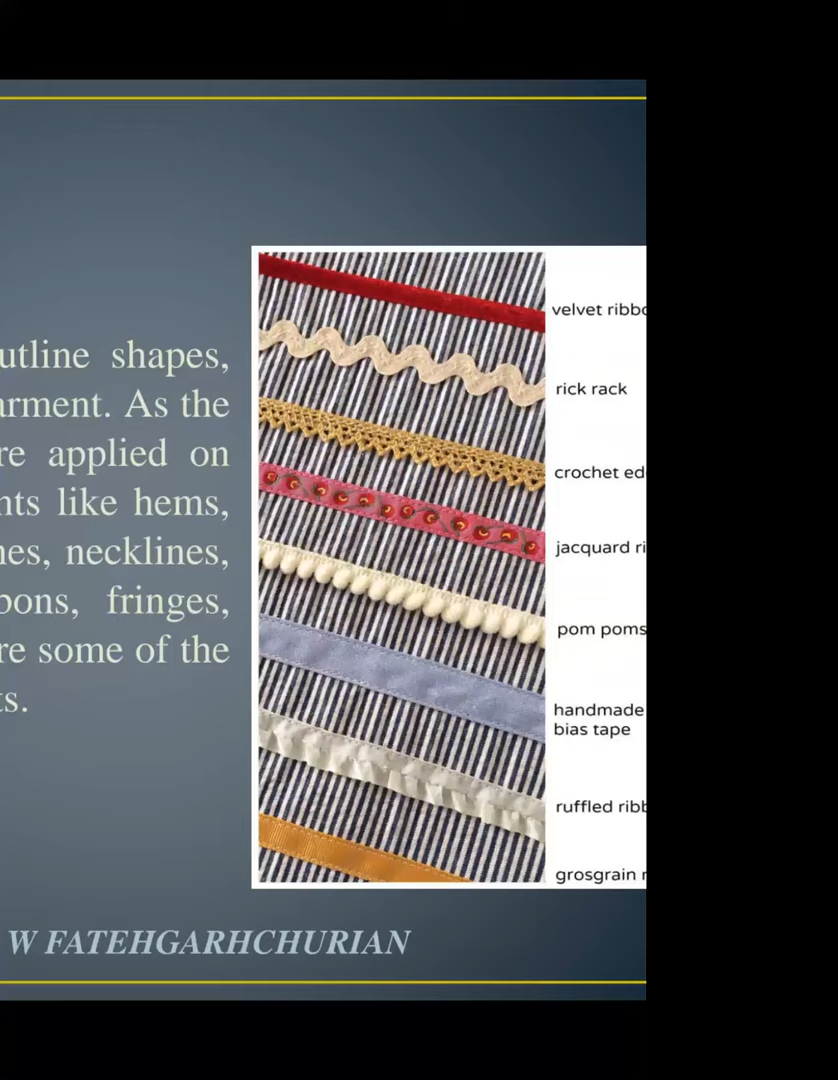 utline shapes,
arment. As the
re applied on
nts like hems,
nes, necklines,
bons, fringes,
re some of the
ts.
velvet ribbo
rick rack
crochet ed
jacquard ri
pom poms
handmade
bias tape
ruffled ribb
grosgrain r
W FATEHGARHCHURIAN